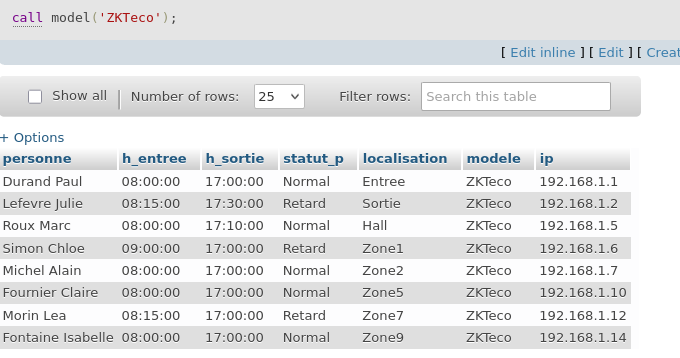 call model('ZKTeco');
[ Edit inline ] [ Edit ] [ Creat
Show all Number of rows: 25 Filter rows: Search this table
+ Options
personne h_entree h_sortie statut_p localisation modele ip
Durand Paul 08:00:00 17:00:00 Normal Entree ZKTeco 192.168.1.1
Lefevre Julie 08:15:00 17:30:00 Retard Sortie ZKTeco 192.168.1.2
Roux Marc 08:00:00 17:10:00 Normal Hall ZKTeco 192.168.1.5
Simon Chloe 09:00:00 17:00:00 Retard Zone1 ZKTeco 192.168.1.6
Michel Alain 08:00:00 17:00:00 Normal Zone2 ZKTeco 192.168.1.7
Fournier Claire 08:00:00 17:00:00 Normal Zone5 ZKTeco 192.168.1.10
Morin Lea 08:15:00 17:00:00 Retard Zone7 ZKTeco 192.168.1.12
Fontaine Isabelle 08:00:00 17:00:00 Normal Zone9 ZKTeco 192.168.1.14